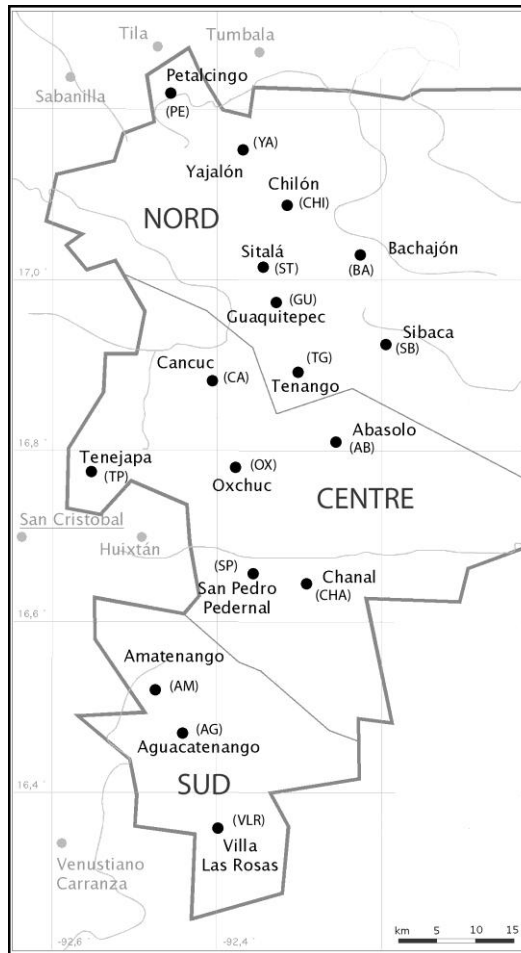 Tila
Tumbala
Petalcingo
Sabanilla
(PE)
(YA)
Yajalón
Chilón
(CHI)
NORD
Bachajón
Sitalá
(ST)
(BA)
17,0 °
(GU)
Guaquitepec
Sibaca
(SB)
Cancuc
(CA)
(TG)
Tenango
Abasolo
(AB)
16,8 °
Tenejapa
(TP)
(OX)
Oxchuc
CENTRE
San Cristobal
Huixtán
(SP)
San Pedro
Pedernal
Chanal
(CHA)
16,6 °
Amatenango
(AM)
(AG)
Aguacatenango
SUD
16,4 °
(VLR)
Villa
Las Rosas
Venustiano
Carranza
-92,6 °
-92,4 °
km 5 10 15